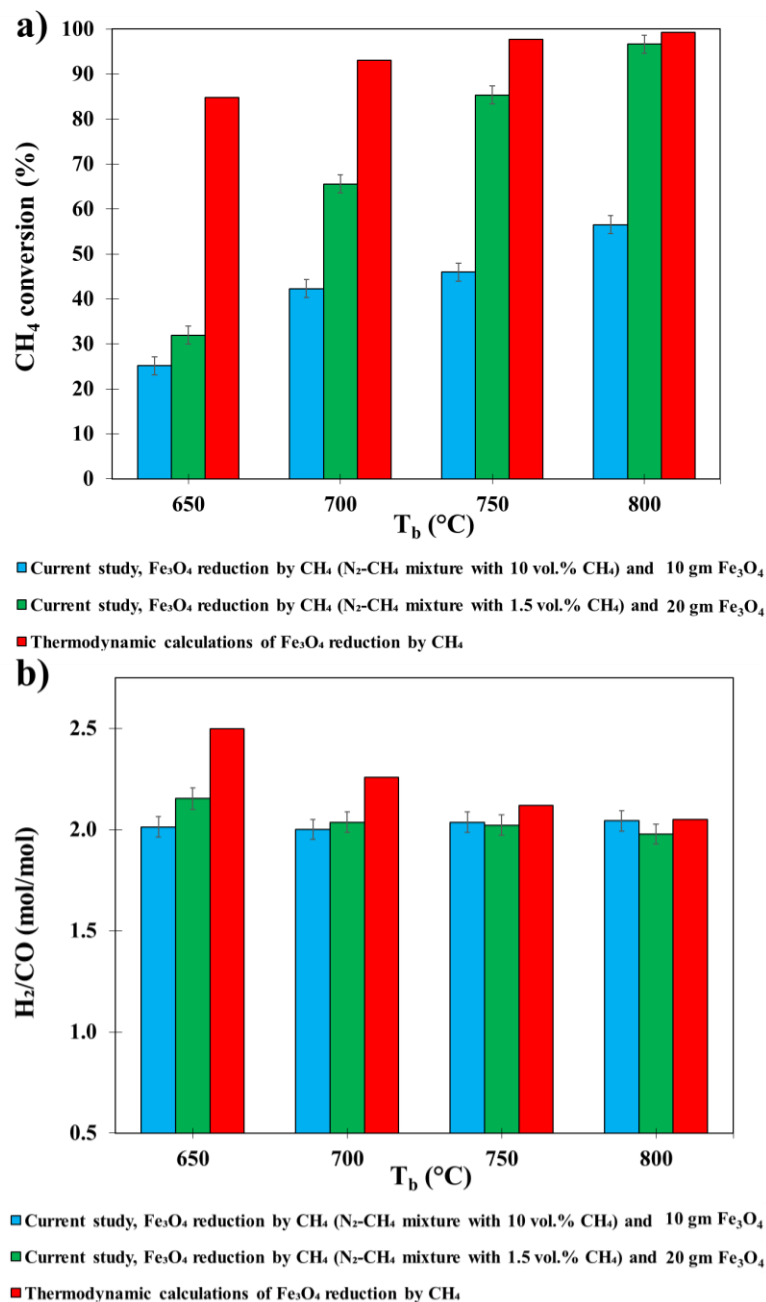 a)
100
90
80
70
60
50
40
30
20
10
0
CH₄ conversion (%)
650 700 750 800
T_b (°C)
Current study, Fe₃O₄ reduction by CH₄ (N₂-CH₄ mixture with 10 vol.% CH₄) and 10 gm Fe₃O₄
Current study, Fe₃O₄ reduction by CH₄ (N₂-CH₄ mixture with 1.5 vol.% CH₄) and 20 gm Fe₃O₄
Thermodynamic calculations of Fe₃O₄ reduction by CH₄
b)
2.5
2.0
1.5
1.0
0.5
H₂/CO (mol/mol)
650 700 750 800
T_b (°C)
Current study, Fe₃O₄ reduction by CH₄ (N₂-CH₄ mixture with 10 vol.% CH₄) and 10 gm Fe₃O₄
Current study, Fe₃O₄ reduction by CH₄ (N₂-CH₄ mixture with 1.5 vol.% CH₄) and 20 gm Fe₃O₄
Thermodynamic calculations of Fe₃O₄ reduction by CH₄